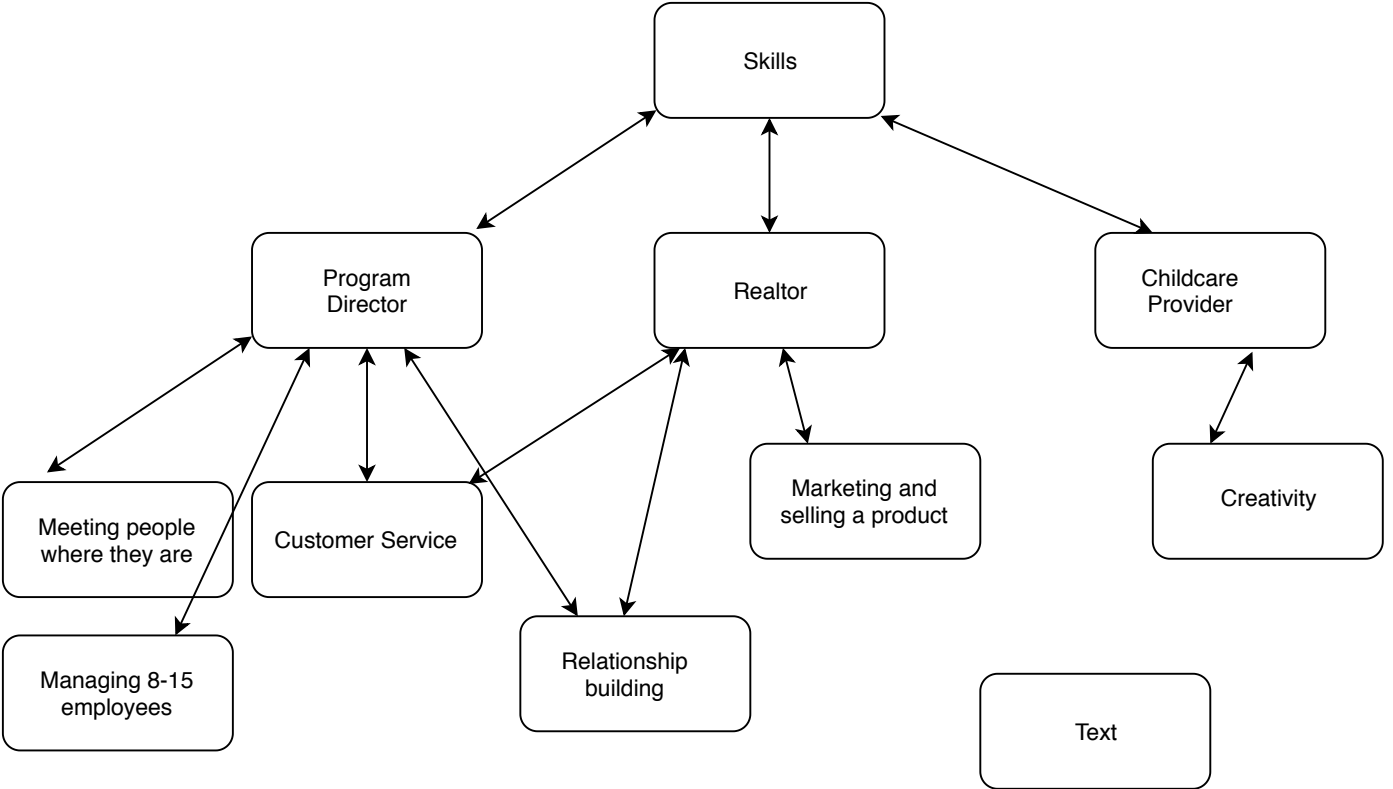 Skills
Program
Director
Realtor
Childcare
Provider
Meeting people
where they are
Customer Service
Marketing and
selling a product
Creativity
Managing 8-15
employees
Relationship
building
Text